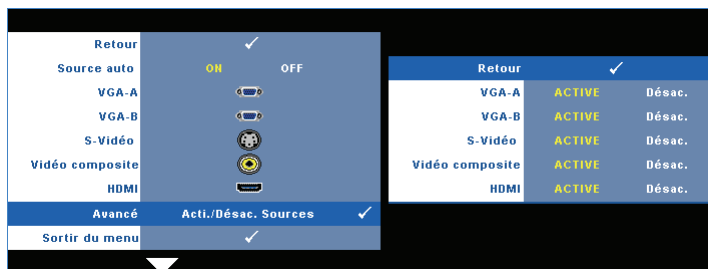 Retour
Source auto ON OFF
VGA-A
VGA-B
S-Vidéo
Vidéo composite
HDMI
Avancé Acti./Désac. Sources
Sortir du menu
Retour
VGA-A ACTIVE Désac.
VGA-B ACTIVE Désac.
S-Vidéo ACTIVE Désac.
Vidéo composite ACTIVE Désac.
HDMI ACTIVE Désac.